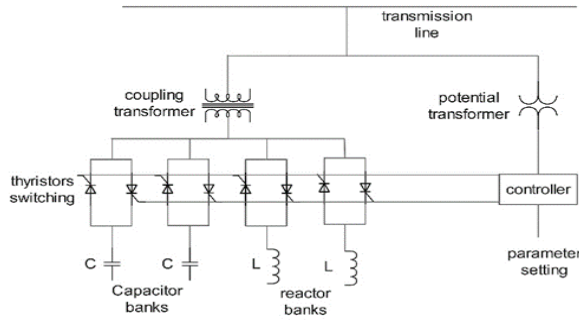 transmission
line
coupling
transformer
potential
transformer
thyristors
switching
controller
C
C
L
L
parameter
setting
Capacitor
banks
reactor
banks